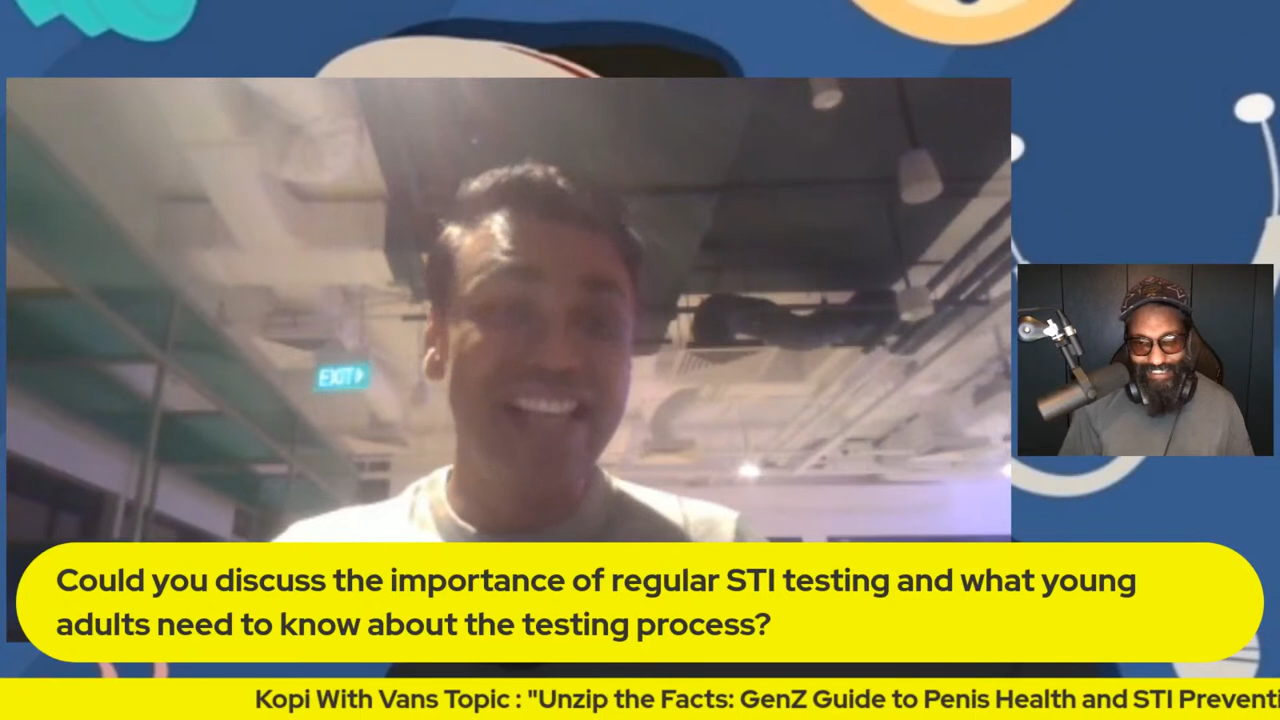 EXIT
Could you discuss the importance of regular STI testing and what young
adults need to know about the testing process?
Kopi With Vans Topic : "Unzip the Facts: GenZ Guide to Penis Health and STI Preventi